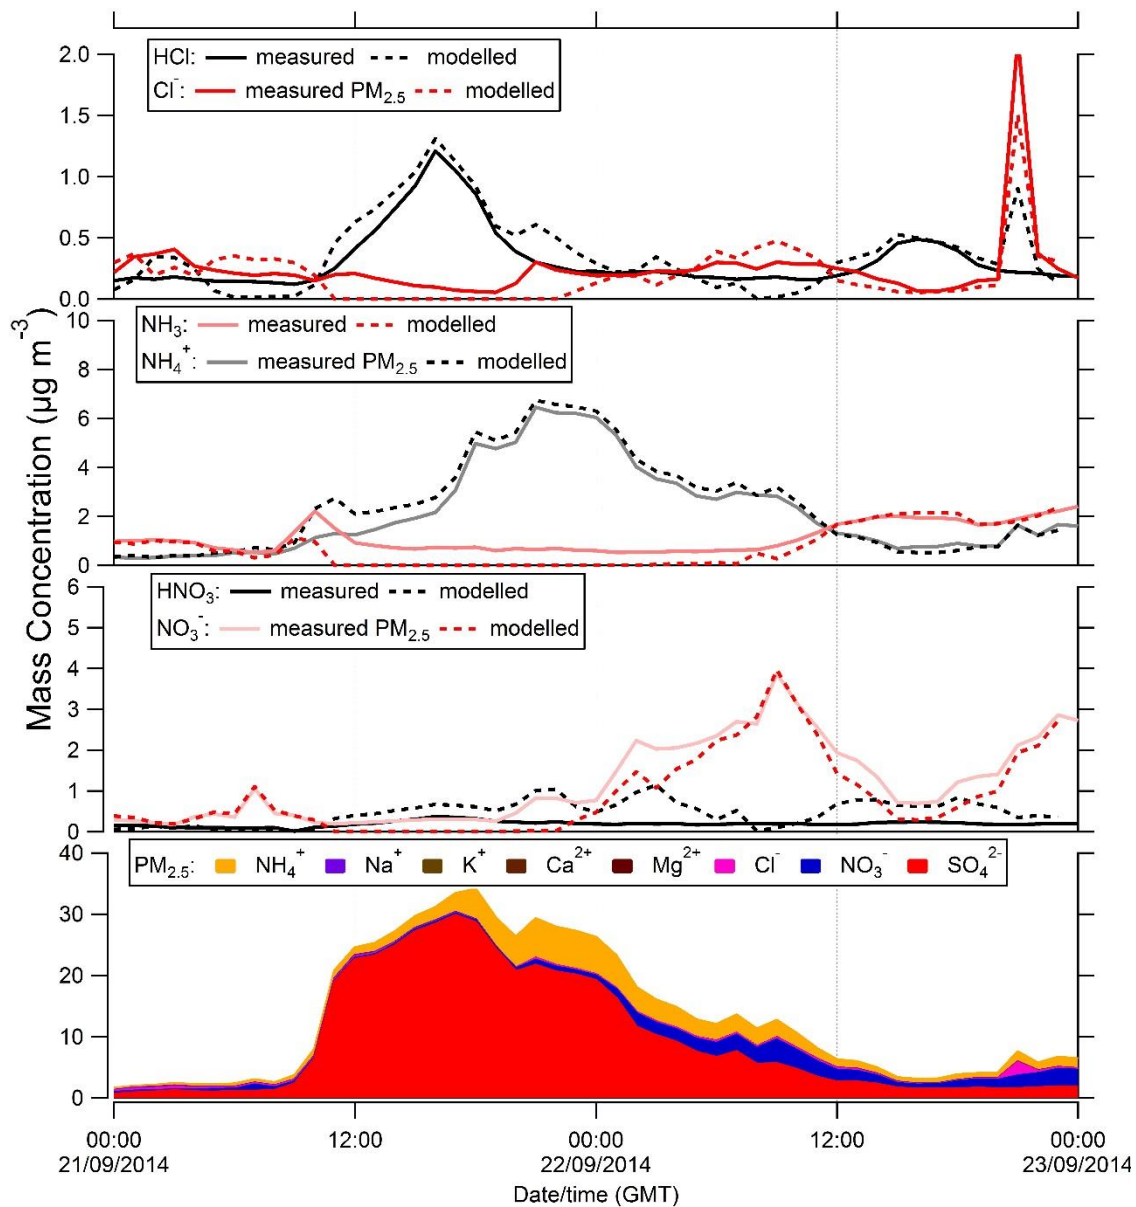 HCl: measured modelled
Cl⁻: measured PM₂.₅ modelled
2.0
1.5
1.0
0.5
0.0
NH₃: measured modelled
NH₄⁺: measured PM₂.₅ modelled
10
8
6
4
2
0
Mass Concentration (µg m⁻³)
HNO₃: measured modelled
NO₃⁻: measured PM₂.₅ modelled
6
5
4
3
2
1
0
PM₂.₅: NH₄⁺ Na⁺ K⁺ Ca²⁺ Mg²⁺ Cl⁻ NO₃⁻ SO₄²⁻
40
30
20
10
0
00:00 12:00 00:00 12:00 00:00
21/09/2014 22/09/2014 23/09/2014
Date/time (GMT)